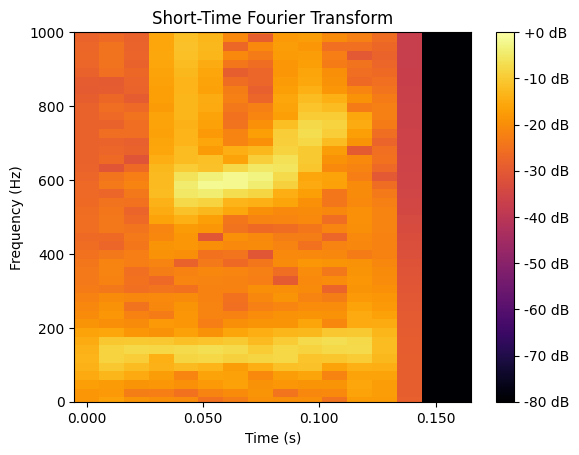 Short-Time Fourier Transform
1000
800
600
400
200
0
Frequency (Hz)
0.000
0.050
0.100
0.150
Time (s)
+0 dB
-10 dB
-20 dB
-30 dB
-40 dB
-50 dB
-60 dB
-70 dB
-80 dB